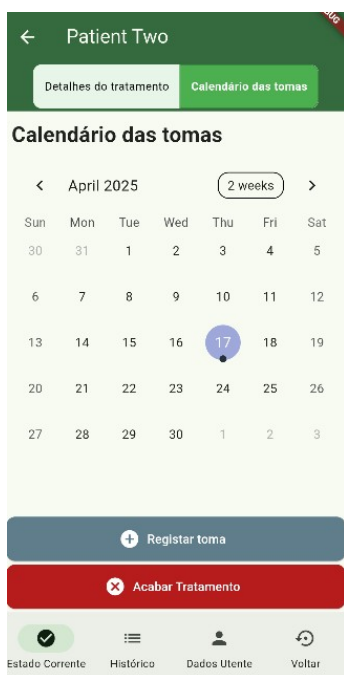 Patient Two
Detalhes do tratamento Calendário das tomas
Calendário das tomas
April 2025 2 weeks
Sun Mon Tue Wed Thu Fri Sat
30 31 1 2 3 4 5
6 7 8 9 10 11 12
13 14 15 16 17 18 19
20 21 22 23 24 25 26
27 28 29 30 1 2 3
Registar toma
Acabar Tratamento
Estado Corrente Histórico Dados Utente Voltar